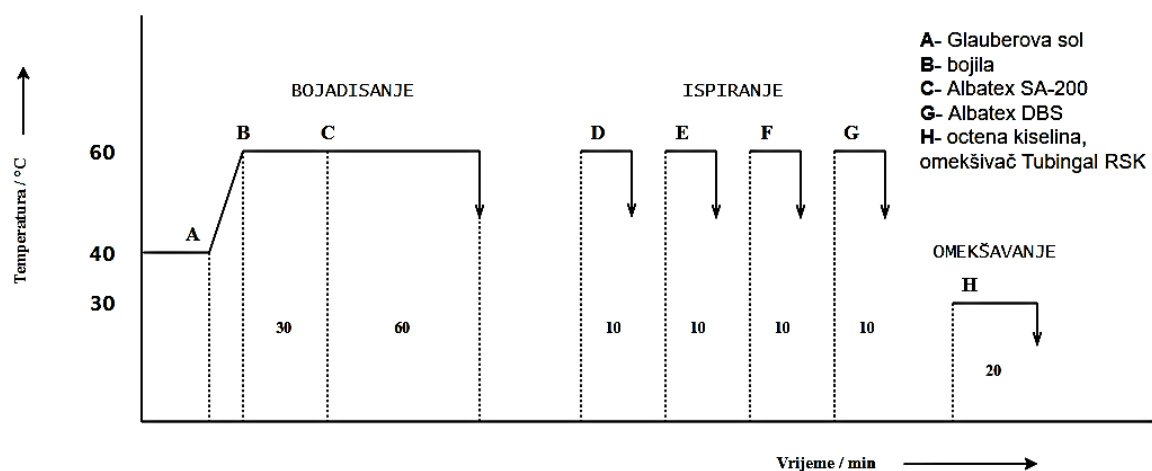 A- Glauberova sol
B- bojila
C- Albatex SA-200
G- Albatex DBS
H- octena kiselina,
omekšivač Tubingal RSK
Temperatura / °C
BOJADISANJE
ISPIRANJE
B
C
D
E
F
G
60
A
40
OMEKŠAVANJE
H
30
30
60
10
10
10
10
20
Vrijeme / min